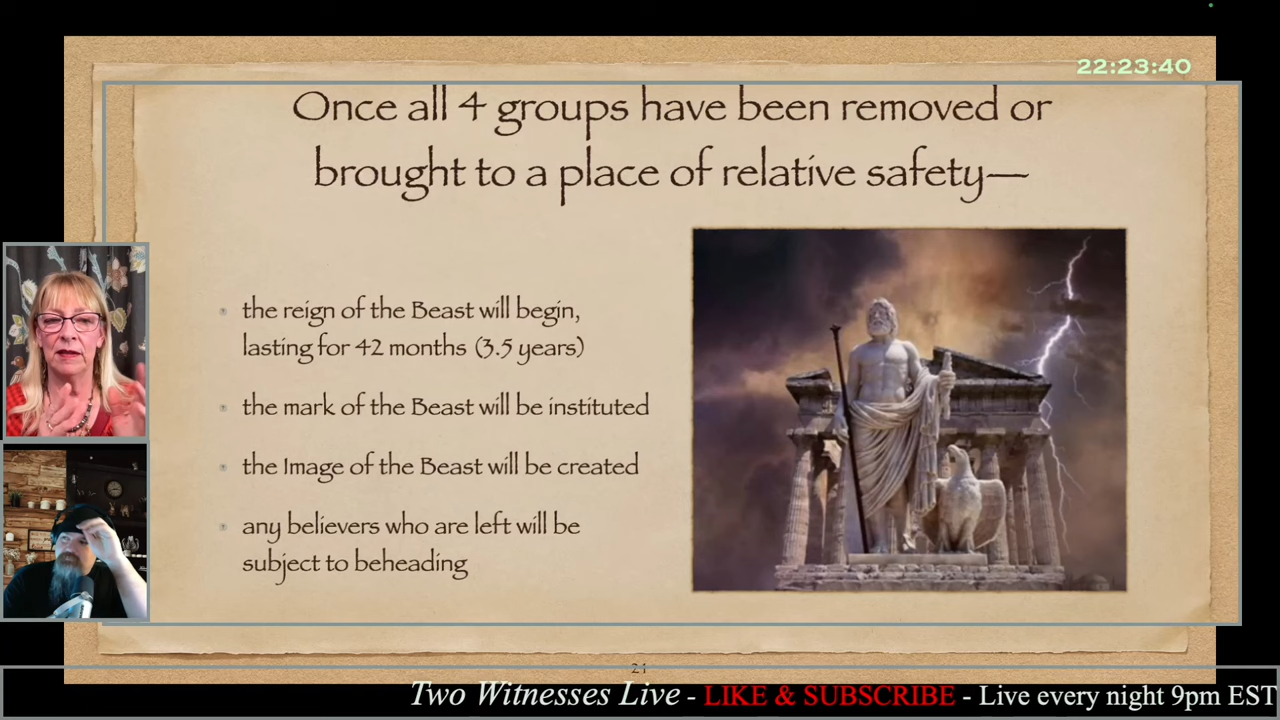 22:23:40
Once all 4 groups have been removed or
brought to a place of relative safety—
the reign of the Beast will begin,
lasting for 42 months (3.5 years)
the mark of the Beast will be instituted
the Image of the Beast will be created
any believers who are left will be
subject to beheading
24
Two Witnesses Live - LIKE & SUBSCRIBE - Live every night 9pm EST